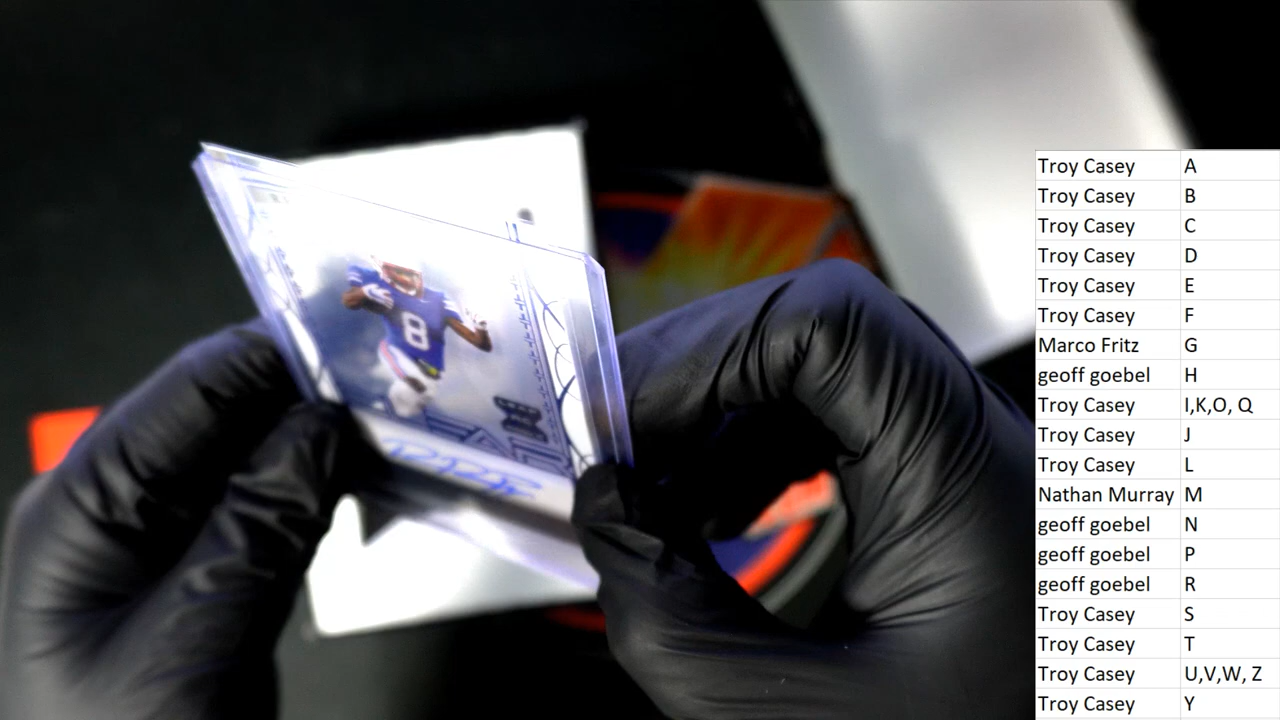 8
Troy Casey A
Troy Casey B
Troy Casey C
Troy Casey D
Troy Casey E
Troy Casey F
Marco Fritz G
geoff goebel H
Troy Casey I,K,O, Q
Troy Casey J
Troy Casey L
Nathan Murray M
geoff goebel N
geoff goebel P
geoff goebel R
Troy Casey S
Troy Casey T
Troy Casey U,V,W, Z
Troy Casey Y